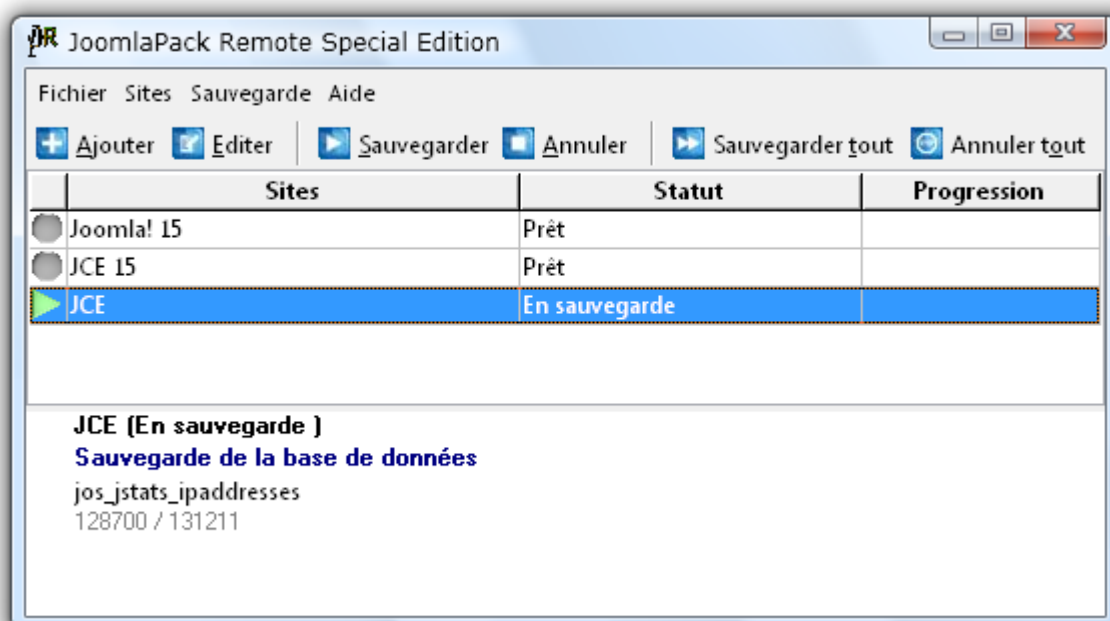 JoomlaPack Remote Special Edition
Fichier Sites Sauvegarde Aide
Ajouter Editer Sauvegarder Annuler Sauvegarder tout Annuler tout
Sites Statut Progression
Joomla! 15 Prêt
JCE 15 Prêt
JCE En sauvegarde
JCE (En sauvegarde )
Sauvegarde de la base de données
jos_jstats_ipaddresses
128700 / 131211